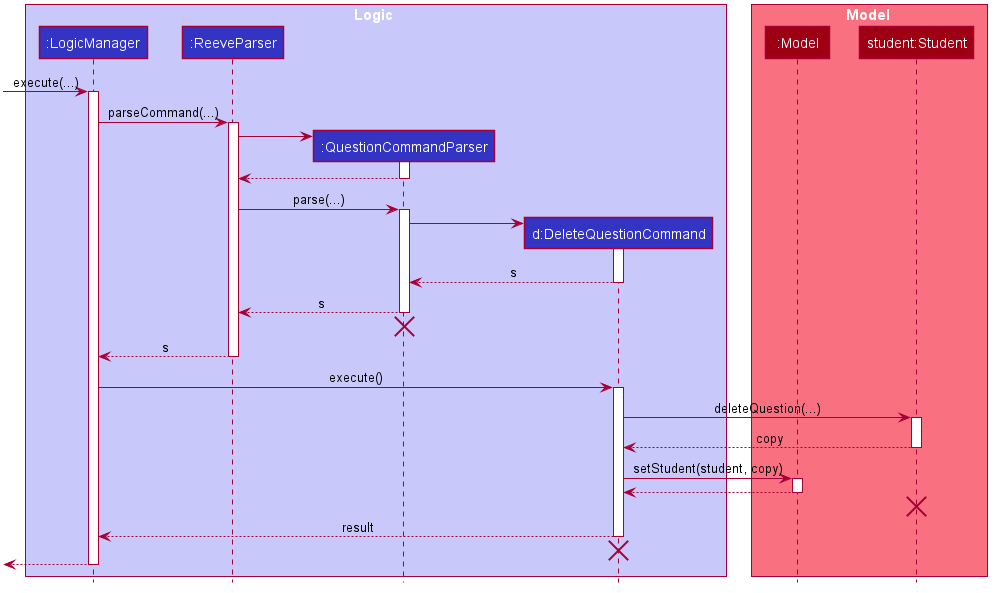 Logic
Model
:LogicManager
:ReeveParser
:Model
student:Student
execute(...)
parseCommand(...)
:QuestionCommandParser
parse(...)
d:DeleteQuestionCommand
s
s
s
execute()
deleteQuestion(...)
copy
setStudent(student, copy)
result